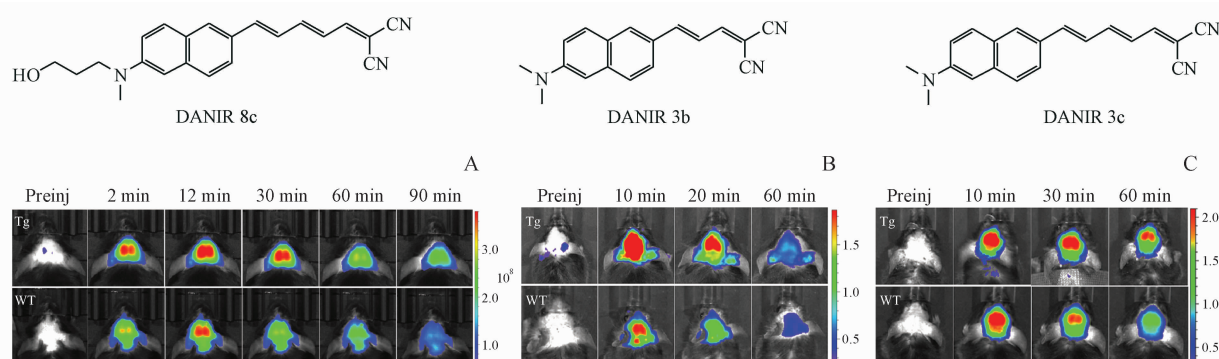 CN
CN
HO
N
DANIR 8c
CN
CN
N
DANIR 3b
CN
CN
N
DANIR 3c
A
Preinj 2 min 12 min 30 min 60 min 90 min
Tg
WT
3.0
10⁸
2.0
1.0
B
Preinj 10 min 20 min 60 min
Tg
WT
1.5
1.0
0.5
C
Preinj 10 min 30 min 60 min
Tg
WT
2.0
1.5
1.0
0.5